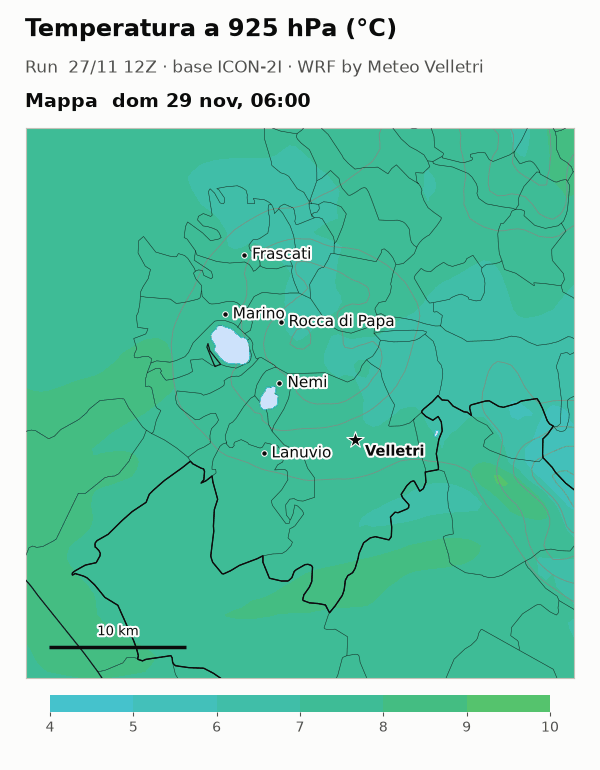 Temperatura a 925 hPa (°C)
Run  27/11 12Z · base ICON-2I · WRF by Meteo Velletri
Mappa  dom 29 nov, 06:00
Frascati
Marino
Rocca di Papa
Nemi
Lanuvio
Velletri
10 km
4 5 6 7 8 9 10